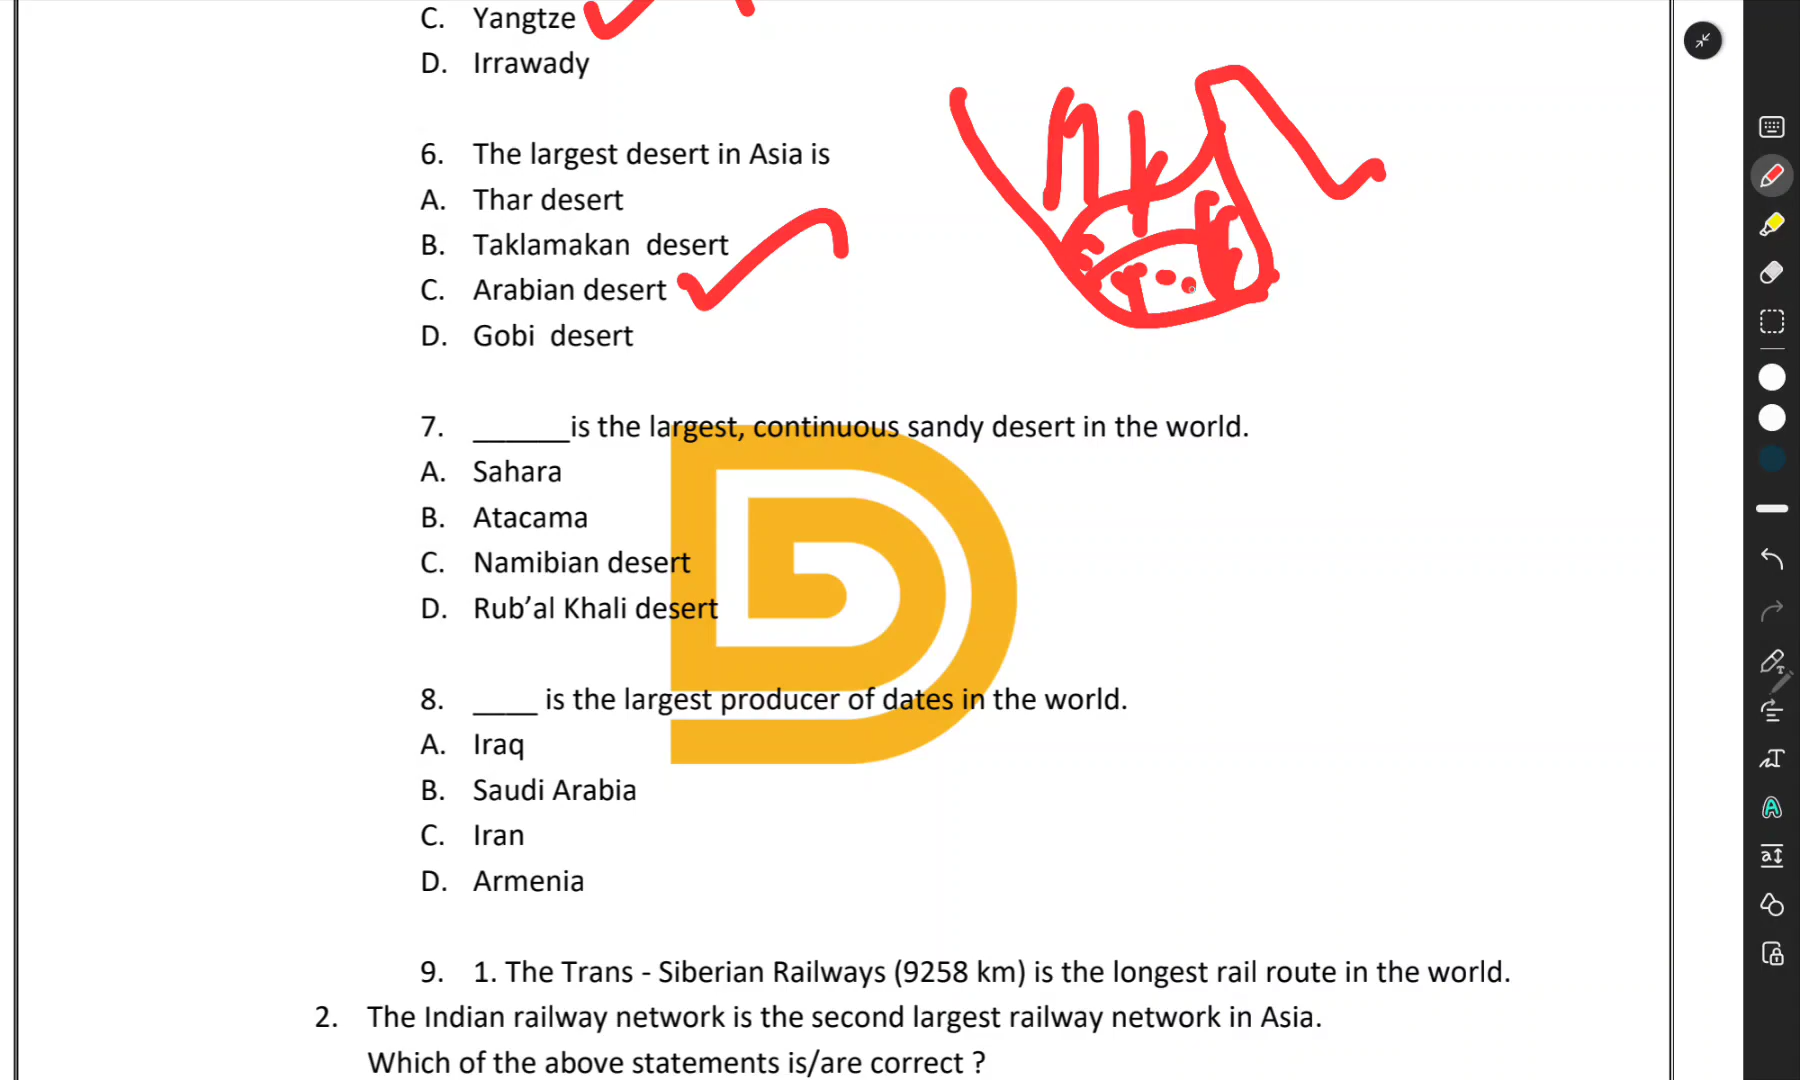 C. Yangtze
D. Irrawady
6. The largest desert in Asia is
A. Thar desert
B. Taklamakan desert
C. Arabian desert
D. Gobi desert
7. ______is the largest, continuous sandy desert in the world.
A. Sahara
B. Atacama
C. Namibian desert
D. Rub’al Khali desert
8. ____ is the largest producer of dates in the world.
A. Iraq
B. Saudi Arabia
C. Iran
D. Armenia
9. 1. The Trans - Siberian Railways (9258 km) is the longest rail route in the world.
2. The Indian railway network is the second largest railway network in Asia.
Which of the above statements is/are correct ?